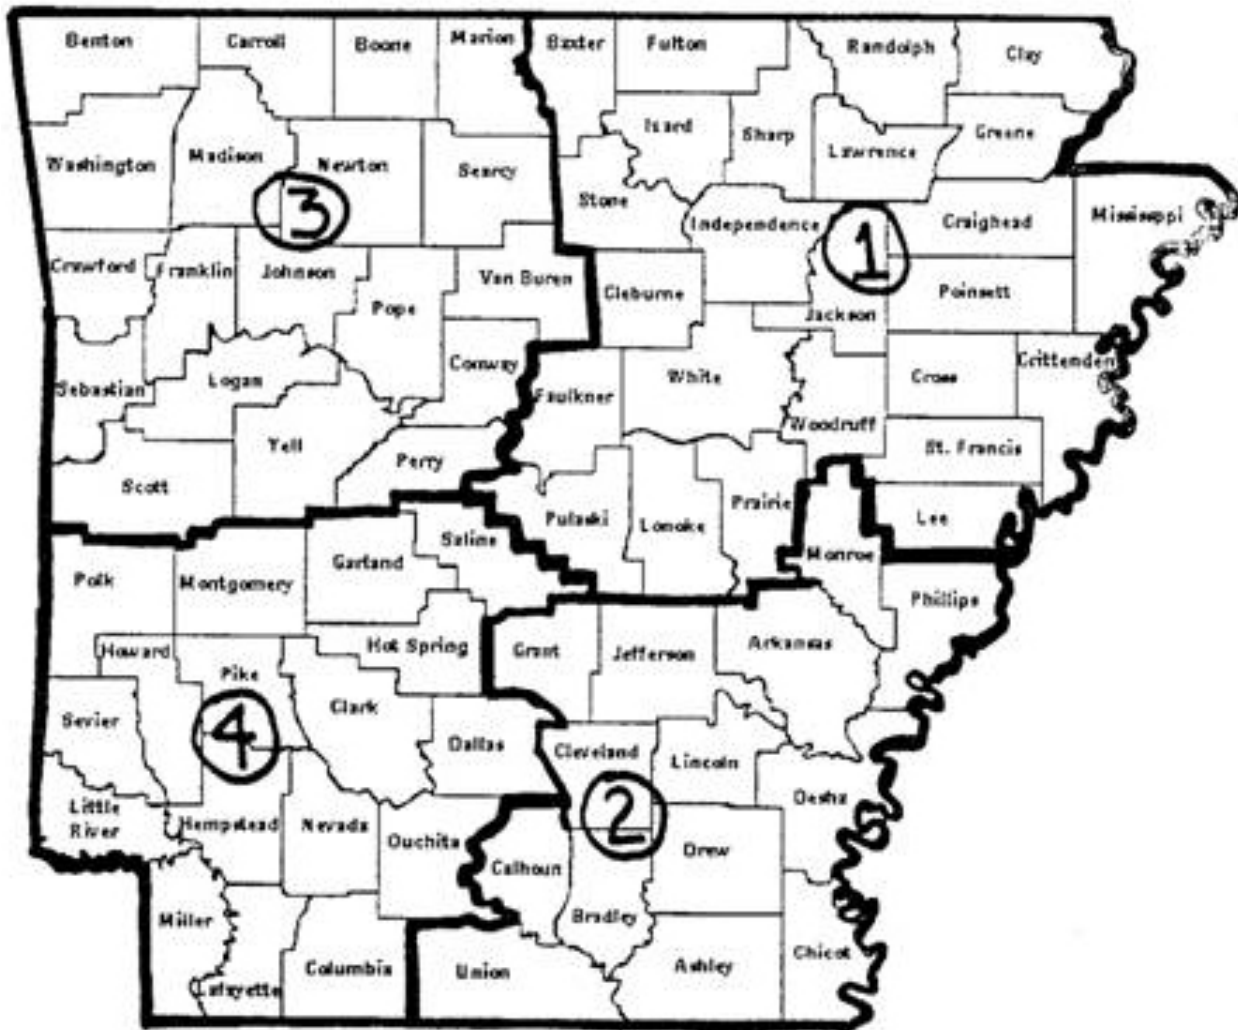 Benton
Carroll
Boone
Marion
Baxter
Fulton
Randolph
Clay
Isard
Sharp
Lawrence
Greene
Washington
Madison
Newton
Searcy
Stone
Independence
Craighead
Mississippi
3
1
Crawford
Franklin
Johnson
Pope
Van Buren
Cleburne
Jackson
Poinsett
Sebastian
Logan
Conway
Faulkner
White
Woodruff
Cross
Crittenden
Scott
Yell
Perry
St. Francis
Pulaski
Lonoke
Prairie
Lee
Polk
Montgomery
Garland
Saline
Monroe
Phillips
Howard
Pike
Hot Spring
Grant
Jefferson
Arkansas
Sevier
4
Clark
Dallas
Cleveland
Lincoln
Desha
Little
River
Hempstead
Nevada
Ouchita
2
Calhoun
Drew
Miller
Bradley
Lafayette
Columbia
Union
Ashley
Chicot